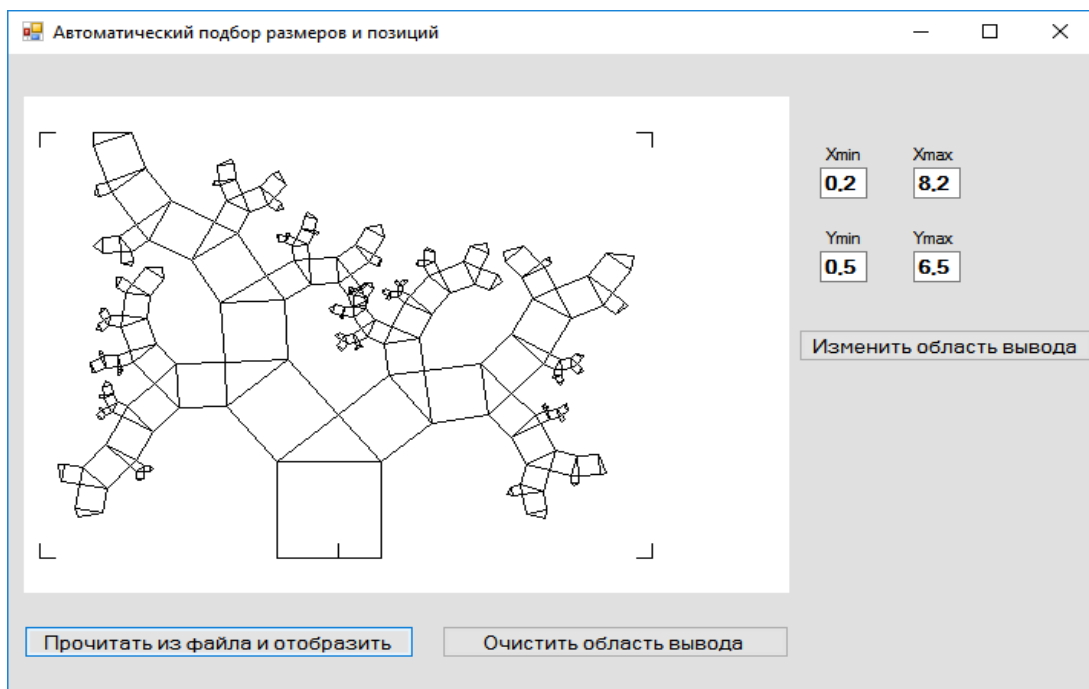 Автоматический подбор размеров и позиций
Xmin Xmax
0,2 8,2
Ymin Ymax
0,5 6,5
Изменить область вывода
Прочитать из файла и отобразить Очистить область вывода